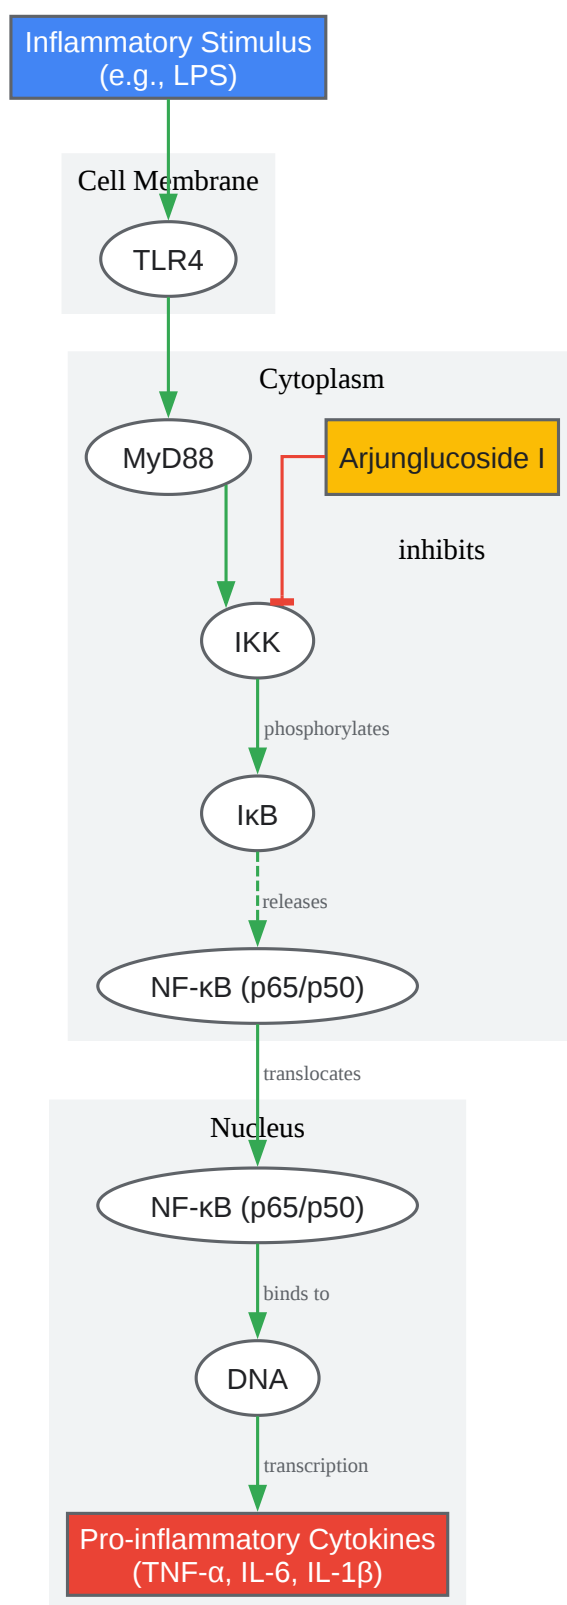 Inflammatory Stimulus
(e.g., LPS)
Cell Membrane
TLR4
Cytoplasm
MyD88
Arjunglucoside I
inhibits
IKK
phosphorylates
IκB
releases
NF-κB (p65/p50)
translocates
Nucleus
NF-κB (p65/p50)
binds to
DNA
transcription
Pro-inflammatory Cytokines
(TNF-α, IL-6, IL-1β)